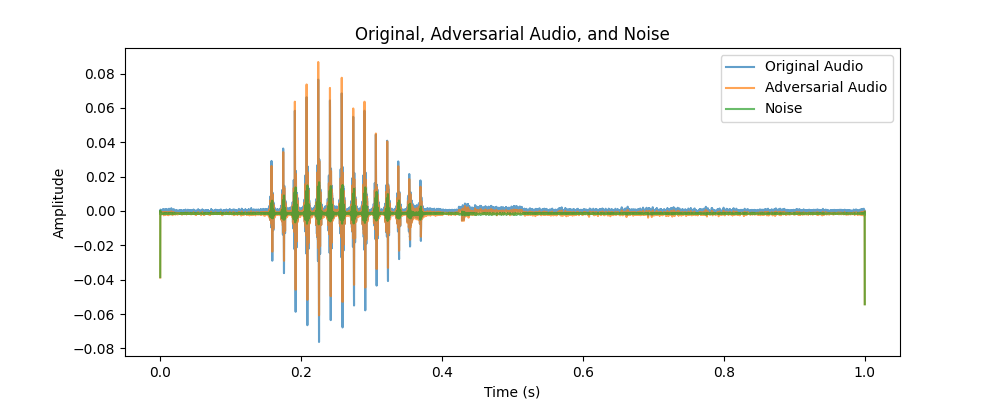 Original, Adversarial Audio, and Noise
Original Audio
Adversarial Audio
Noise
Amplitude
0.08
0.06
0.04
0.02
0.00
−0.02
−0.04
−0.06
−0.08
0.0 0.2 0.4 0.6 0.8 1.0
Time (s)